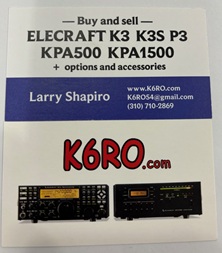 — Buy and sell —
ELECRAFT K3 K3S P3
KPA500 KPA1500
+ options and accessories
Larry Shapiro
www.K6RO.com
K6RO54@gmail.com
(310) 710-2869
K6RO.com